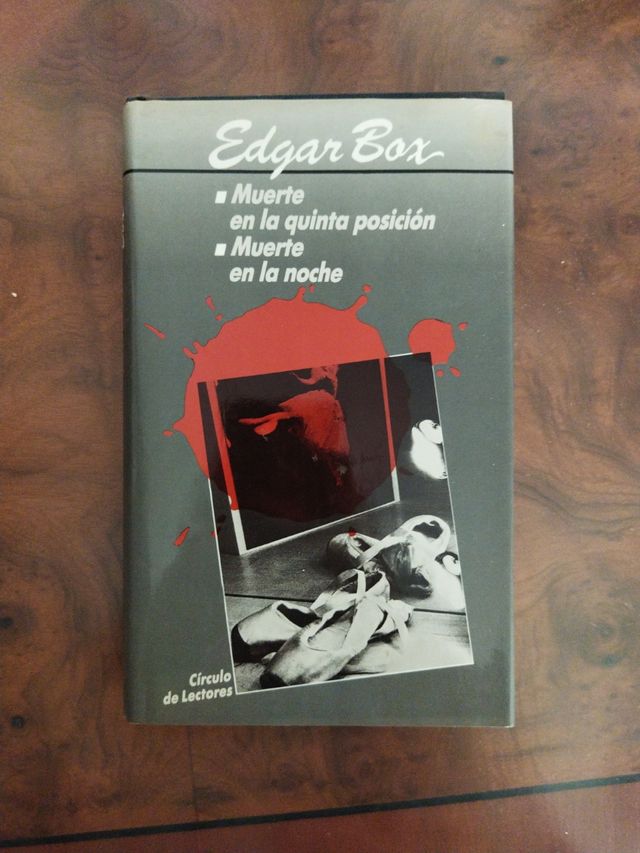 Edgar Box
Muerte
en la quinta posición
Muerte
en la noche
Círculo
de Lectores